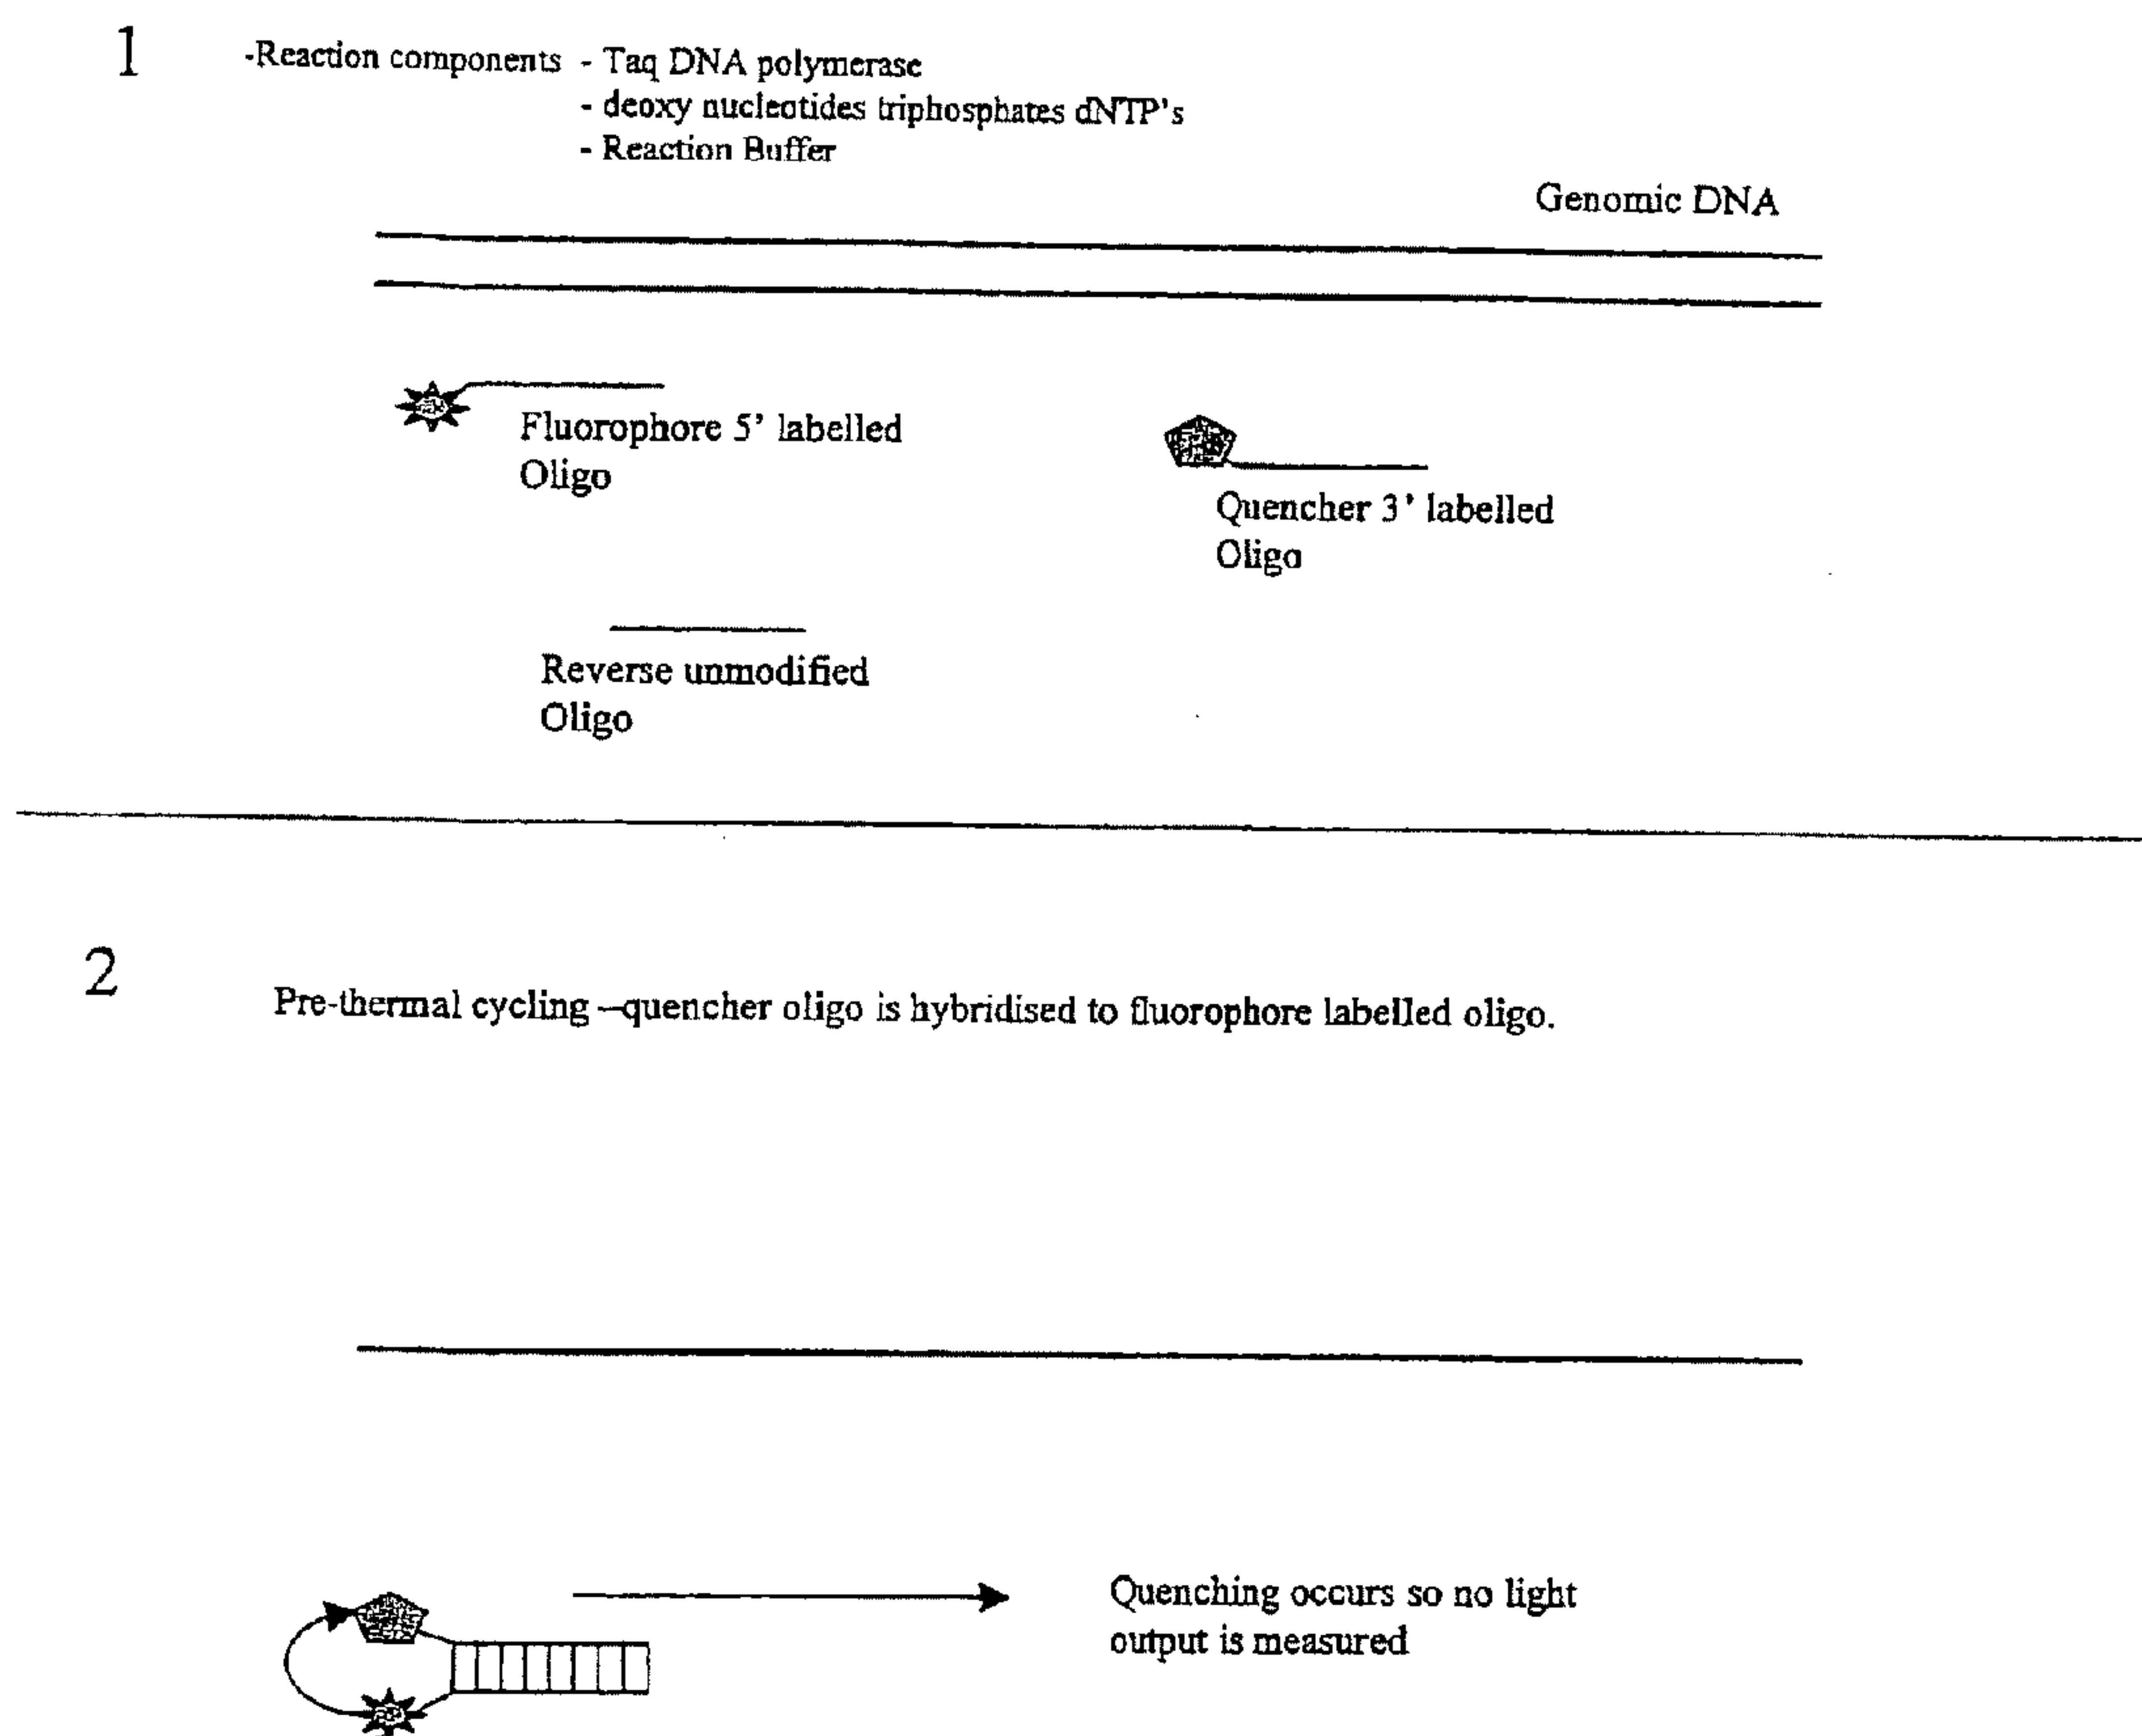 1
-Reaction components - Taq DNA polymerase
- deoxy nucleotides triphosphates dNTP's
- Reaction Buffer
Genomic DNA
Fluorophore 5' labelled
Oligo
Quencher 3' labelled
Oligo
Reverse unmodified
Oligo
2
Pre-thermal cycling –quencher oligo is hybridised to fluorophore labelled oligo.
Quenching occurs so no light
output is measured